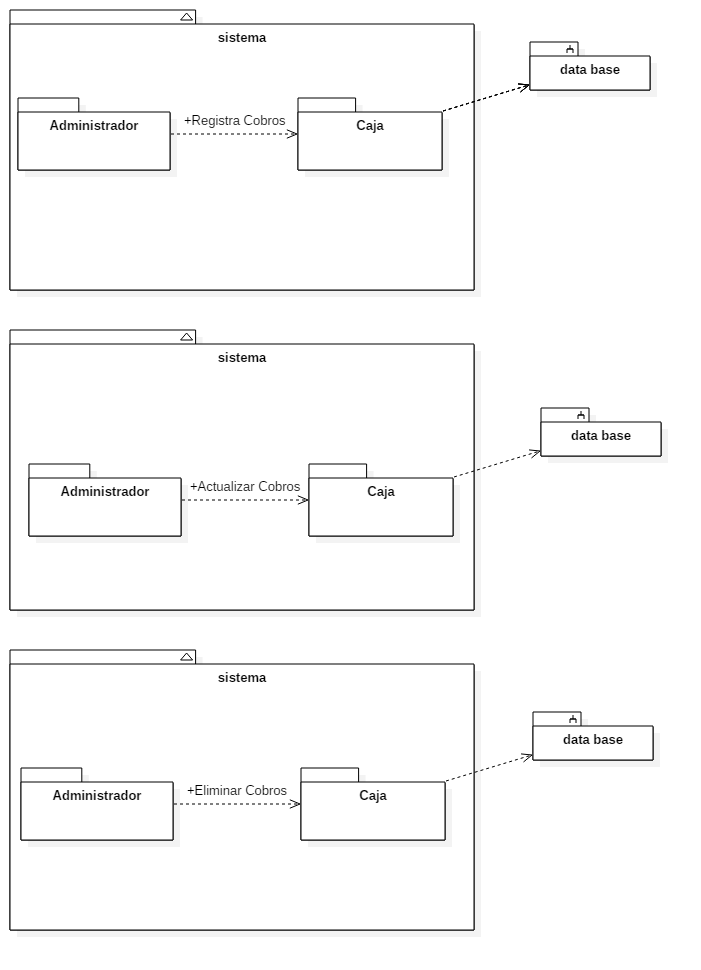 sistema
data base
+Registra Cobros
Administrador
Caja
sistema
data base
+Actualizar Cobros
Administrador
Caja
sistema
data base
+Eliminar Cobros
Administrador
Caja